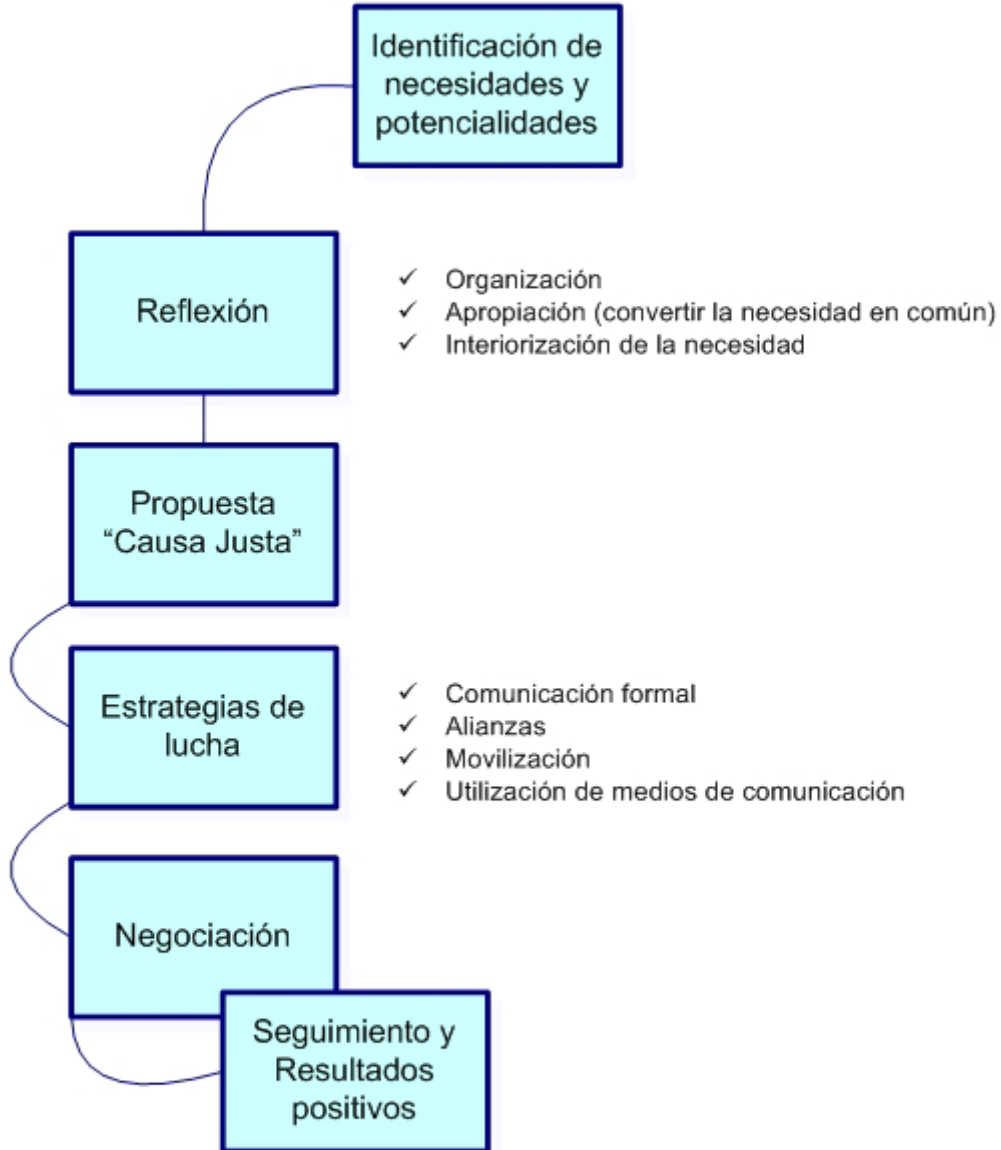 Identificación de
necesidades y
potencialidades
Reflexión
✓ Organización
✓ Apropiación (convertir la necesidad en común)
✓ Interiorización de la necesidad
Propuesta
“Causa Justa”
Estrategias de
lucha
✓ Comunicación formal
✓ Alianzas
✓ Movilización
✓ Utilización de medios de comunicación
Negociación
Seguimiento y
Resultados
positivos